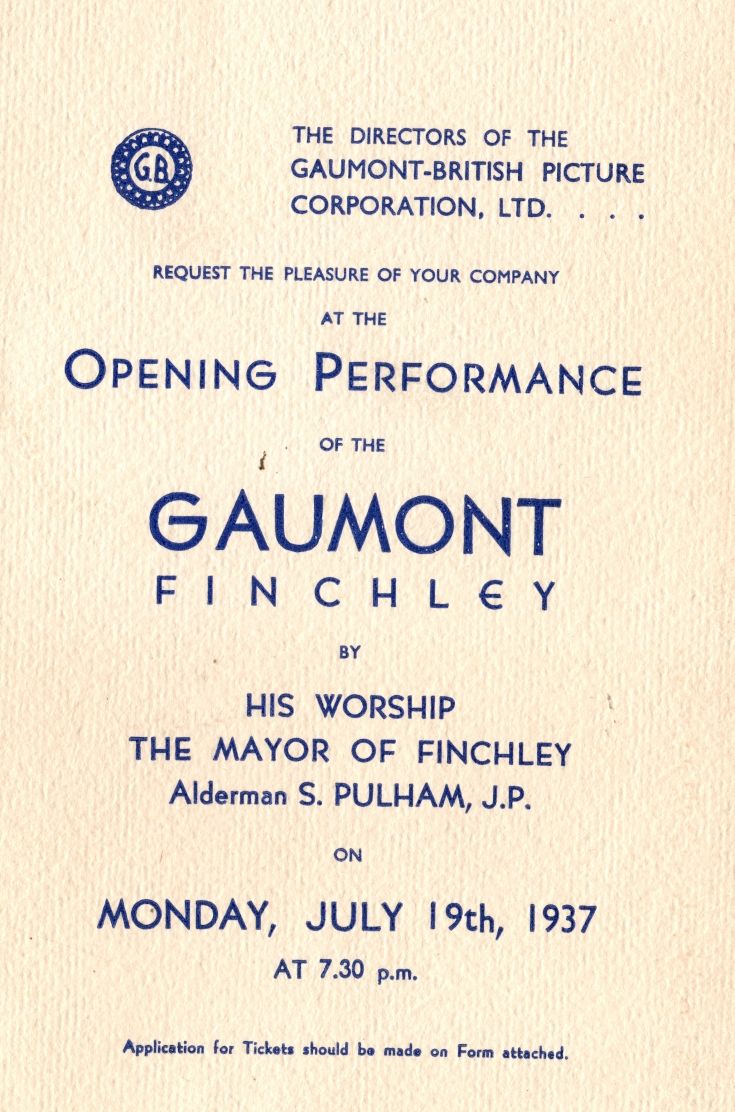 G.B.
THE DIRECTORS OF THE
GAUMONT-BRITISH PICTURE
CORPORATION, LTD. . . .
REQUEST THE PLEASURE OF YOUR COMPANY
AT THE
OPENING PERFORMANCE
OF THE
GAUMONT
FINCHLEY
BY
HIS WORSHIP
THE MAYOR OF FINCHLEY
Alderman S. PULHAM, J.P.
ON
MONDAY, JULY 19th, 1937
AT 7.30 p.m.
Application for Tickets should be made on Form attached.